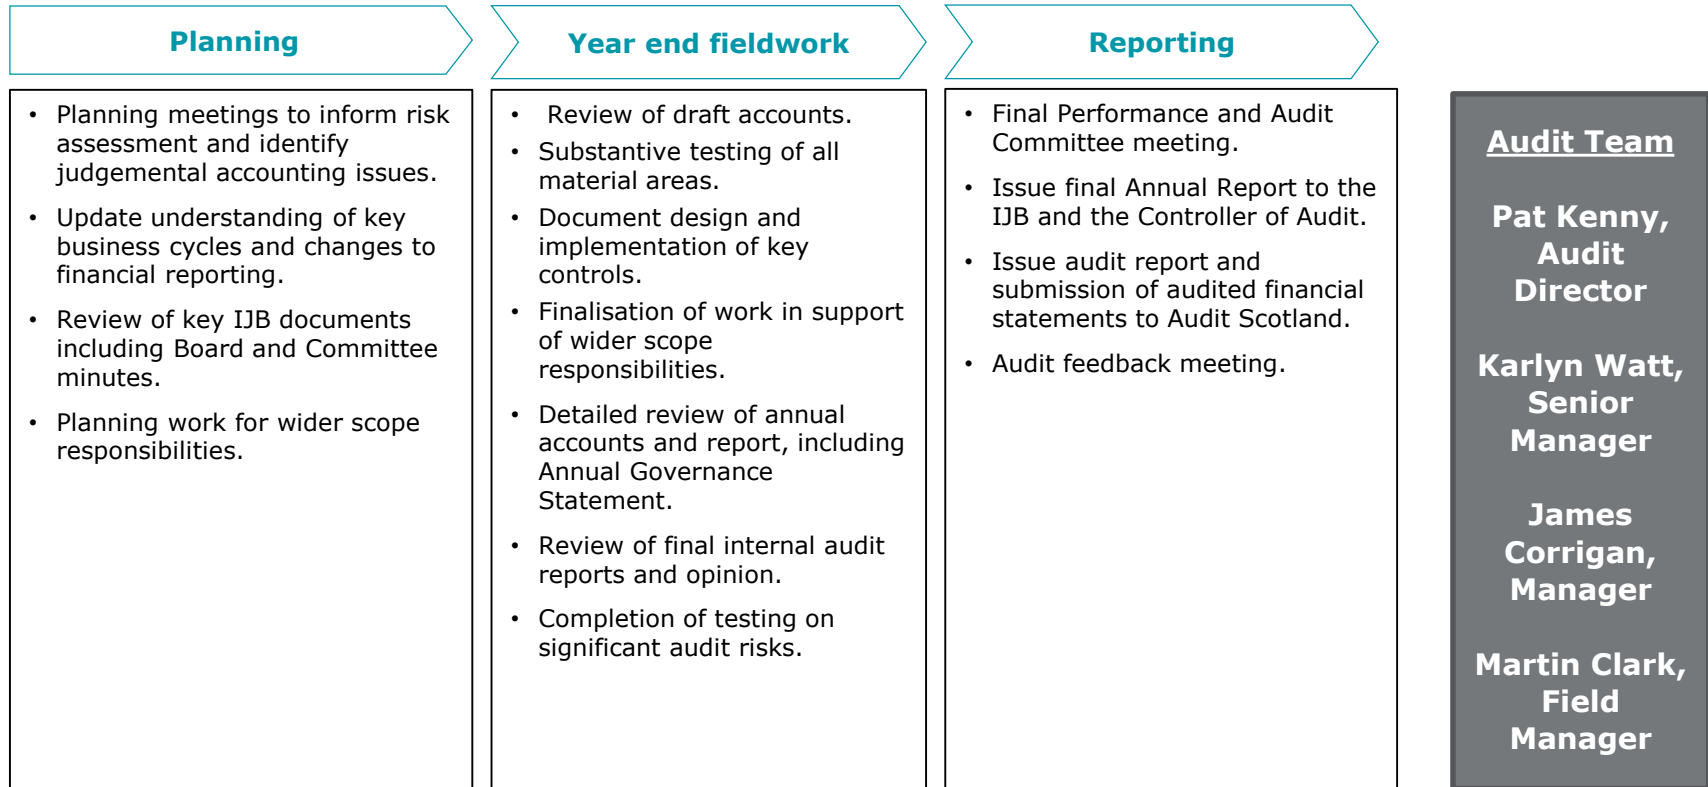 Planning
• Planning meetings to inform risk
assessment and identify
judgemental accounting issues.
• Update understanding of key
business cycles and changes to
financial reporting.
• Review of key IJB documents
including Board and Committee
minutes.
• Planning work for wider scope
responsibilities.
Year end fieldwork
• Review of draft accounts.
• Substantive testing of all
material areas.
• Document design and
implementation of key
controls.
• Finalisation of work in support
of wider scope
responsibilities.
• Detailed review of annual
accounts and report, including
Annual Governance
Statement.
• Review of final internal audit
reports and opinion.
• Completion of testing on
significant audit risks.
Reporting
• Final Performance and Audit
Committee meeting.
• Issue final Annual Report to the
IJB and the Controller of Audit.
• Issue audit report and
submission of audited financial
statements to Audit Scotland.
• Audit feedback meeting.
Audit Team
Pat Kenny,
Audit
Director
Karlyn Watt,
Senior
Manager
James
Corrigan,
Manager
Martin Clark,
Field
Manager